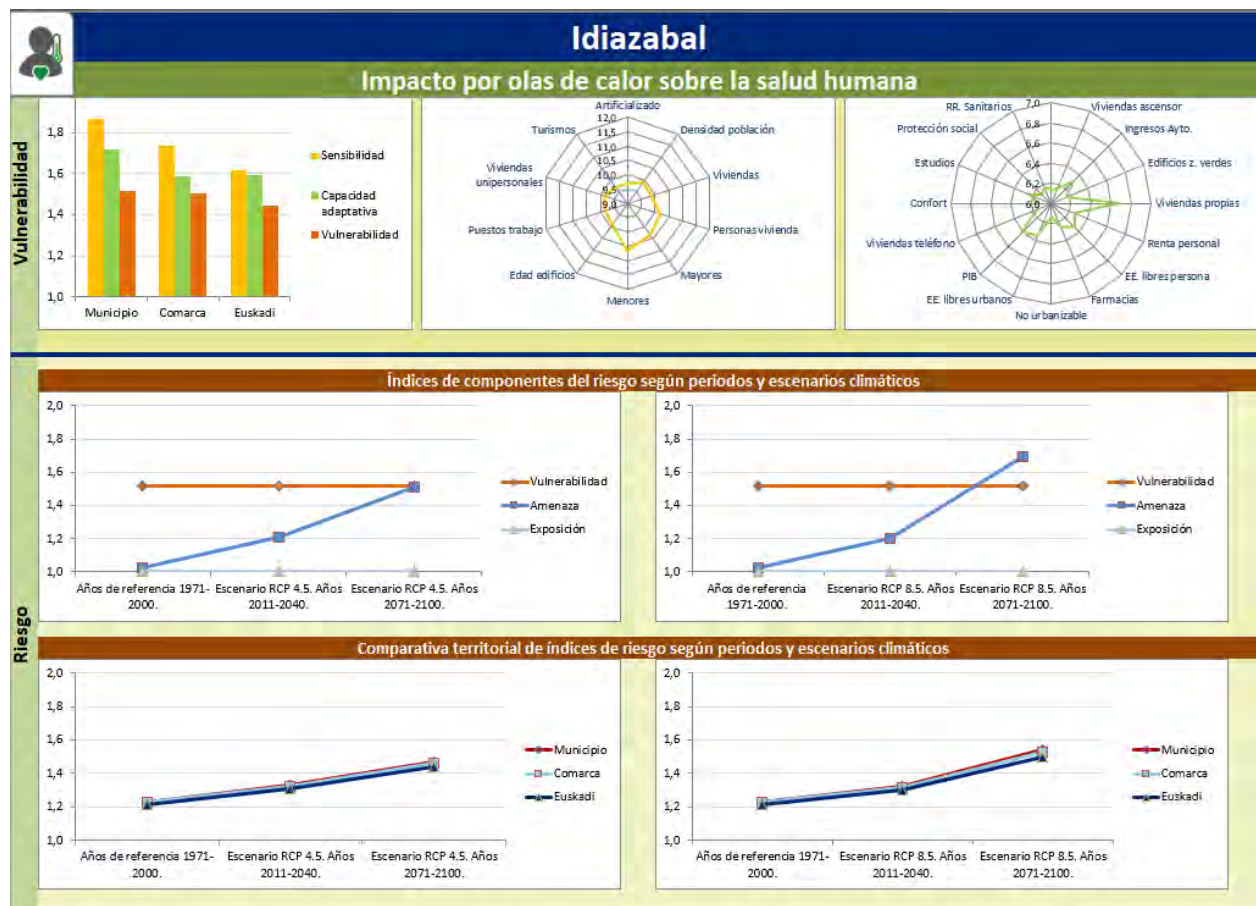 Idiazabal
Impacto por olas de calor sobre la salud humana
Vulnerabilidad
1,8
1,6
1,4
1,2
1,0
Municipio
Comarca
Euskadi
Sensibilidad
Capacidad
adaptativa
Vulnerabilidad
Artificializado
Densidad población
Viviendas
Personas vivienda
Mayores
Menores
Edad edificios
Puestos trabajo
Viviendas
unipersonales
Turismos
12,0
11,5
11,0
10,5
10,0
9,5
9,0
RR. Sanitarios
Viviendas ascensor
Ingresos Ayto.
Edificios z. verdes
Viviendas propias
Renta personal
EE. libres persona
Farmacias
No urbanizable
EE. libres urbanos
PIB
Viviendas teléfono
Confort
Estudios
Protección social
7,0
6,8
6,6
6,4
6,2
6,0
Riesgo
Índices de componentes del riesgo según periodos y escenarios climáticos
2,0
1,8
1,6
1,4
1,2
1,0
Años de referencia 1971-
2000.
Escenario RCP 4.5. Años
2011-2040.
Escenario RCP 4.5. Años
2071-2100.
Vulnerabilidad
Amenaza
Exposición
2,0
1,8
1,6
1,4
1,2
1,0
Años de referencia
1971-2000.
Escenario RCP 8.5. Años
2011-2040.
Escenario RCP 8.5. Años
2071-2100.
Vulnerabilidad
Amenaza
Exposición
Comparativa territorial de índices de riesgo según periodos y escenarios climáticos
2,0
1,8
1,6
1,4
1,2
1,0
Años de referencia 1971-
2000.
Escenario RCP 4.5. Años
2011-2040.
Escenario RCP 4.5. Años
2071-2100.
Municipio
Comarca
Euskadi
2,0
1,8
1,6
1,4
1,2
1,0
Años de referencia 1971-
2000.
Escenario RCP 8.5. Años
2011-2040.
Escenario RCP 8.5. Años
2071-2100.
Municipio
Comarca
Euskadi